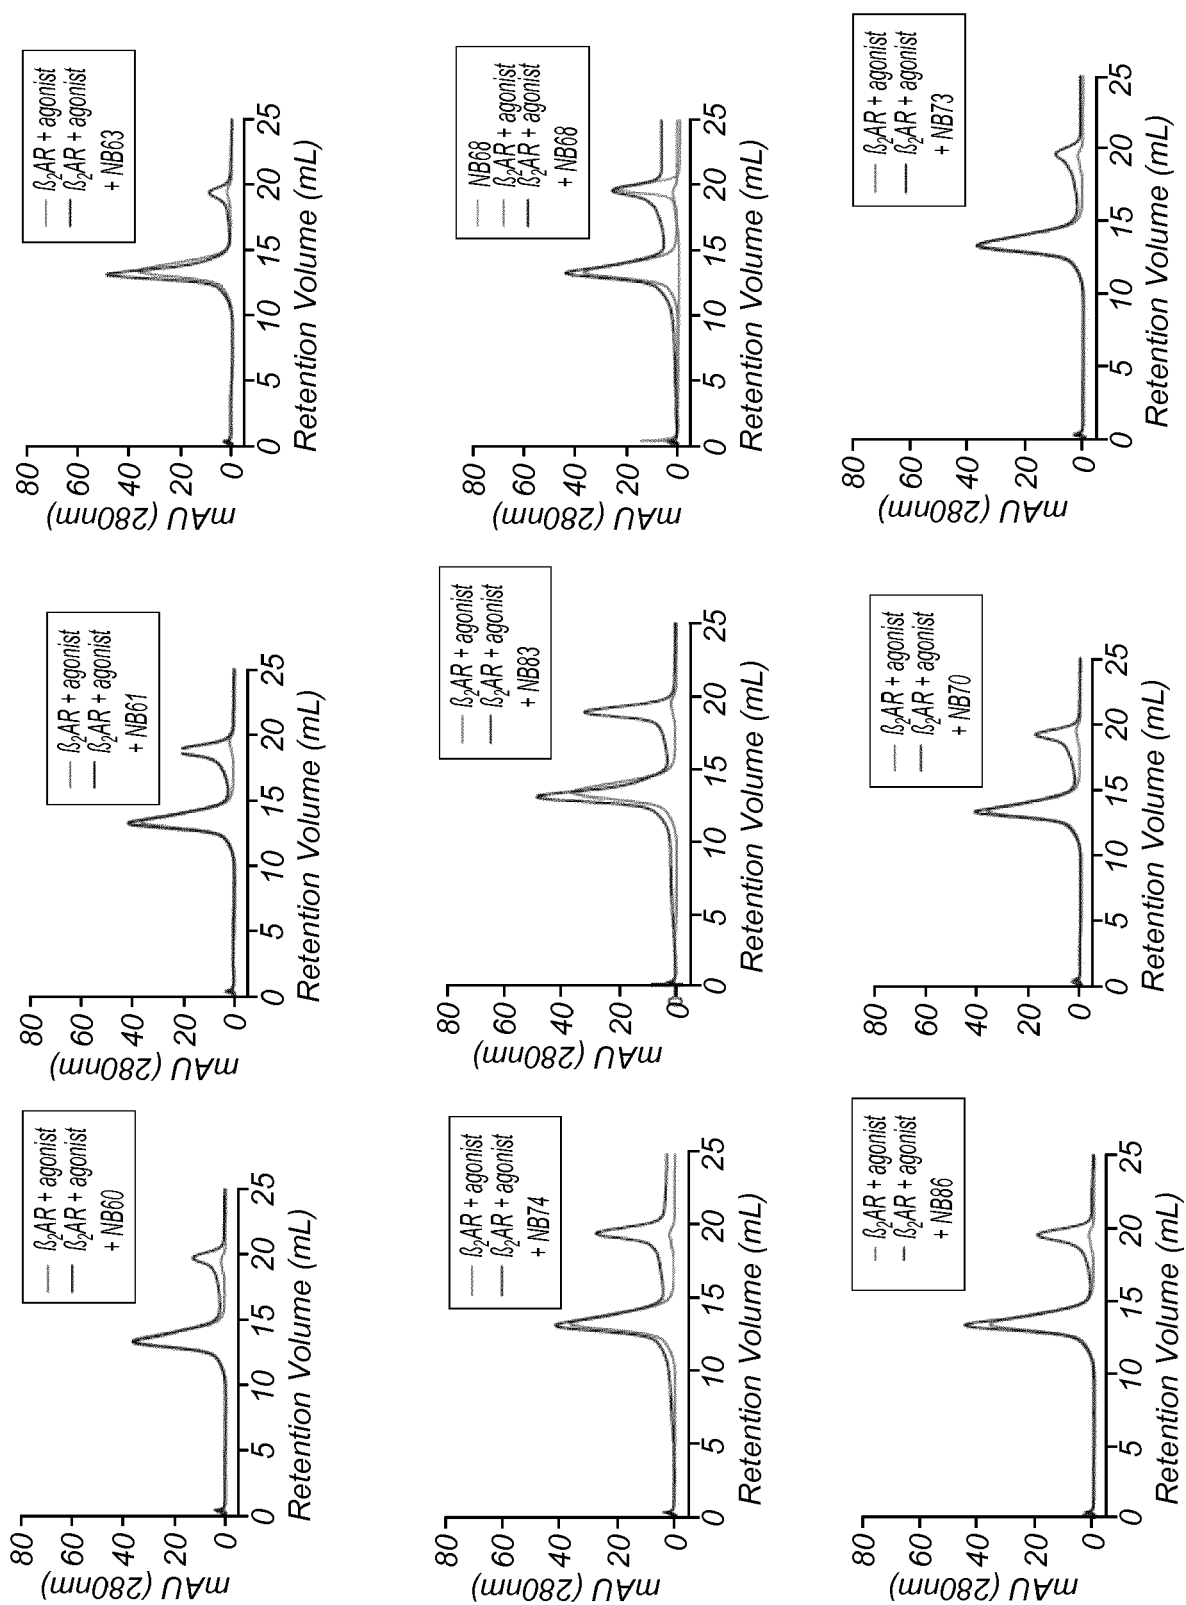 β₂AR + agonist
β₂AR + agonist
+ NB60
mAU (280nm)
80
60
40
20
0
0 5 10 15 20 25
Retention Volume (mL)
β₂AR + agonist
β₂AR + agonist
+ NB61
mAU (280nm)
80
60
40
20
0
0 5 10 15 20 25
Retention Volume (mL)
β₂AR + agonist
β₂AR + agonist
+ NB63
mAU (280nm)
80
60
40
20
0
0 5 10 15 20 25
Retention Volume (mL)
β₂AR + agonist
β₂AR + agonist
+ NB74
mAU (280nm)
80
60
40
20
0
0 5 10 15 20 25
Retention Volume (mL)
β₂AR + agonist
β₂AR + agonist
+ NB83
mAU (280nm)
80
60
40
20
0
0 5 10 15 20 25
Retention Volume (mL)
NB68
β₂AR + agonist
β₂AR + agonist
+ NB68
mAU (280nm)
80
60
40
20
0
0 5 10 15 20 25
Retention Volume (mL)
β₂AR + agonist
β₂AR + agonist
+ NB86
mAU (280nm)
80
60
40
20
0
0 5 10 15 20 25
Retention Volume (mL)
β₂AR + agonist
β₂AR + agonist
+ NB70
mAU (280nm)
80
60
40
20
0
0 5 10 15 20 25
Retention Volume (mL)
β₂AR + agonist
β₂AR + agonist
+ NB73
mAU (280nm)
80
60
40
20
0
0 5 10 15 20 25
Retention Volume (mL)